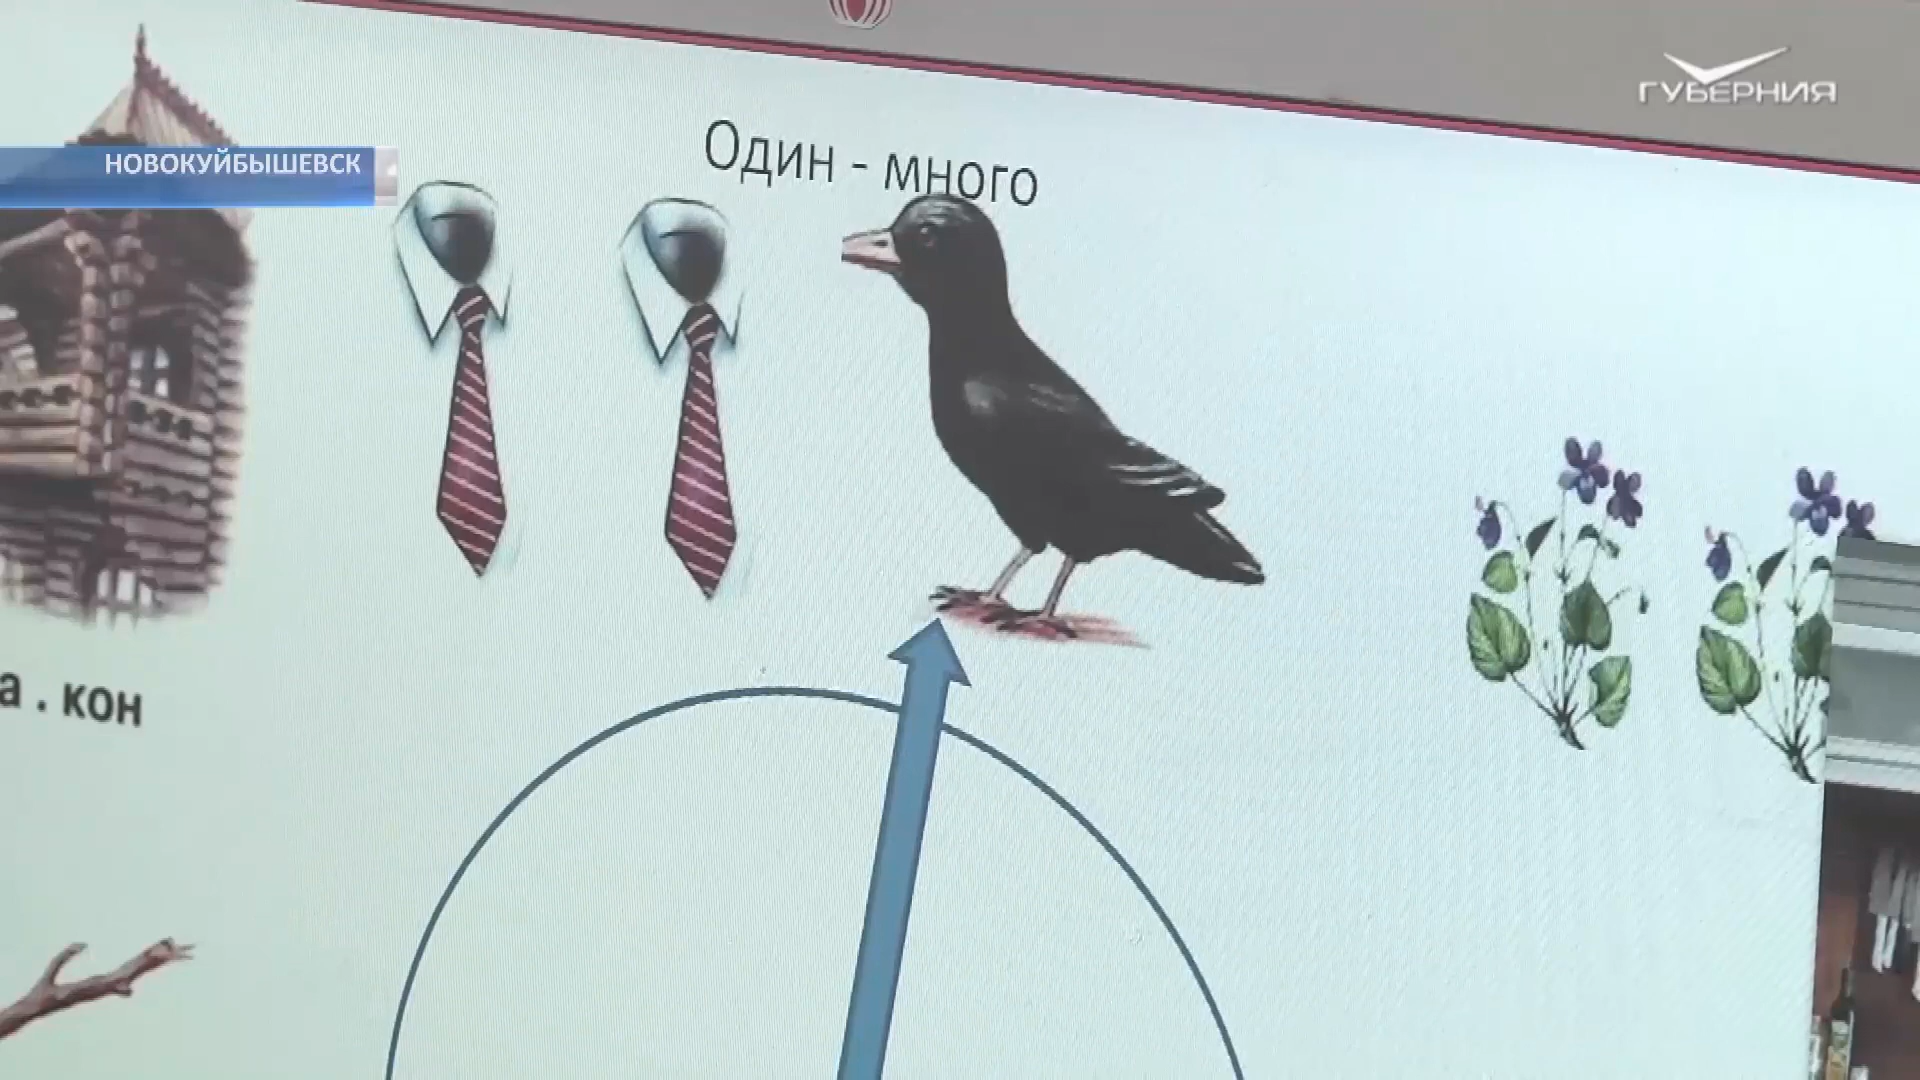 ГУБЕРНИЯ
НОВОКУЙБЫШЕВСК
Один - много
а . кон